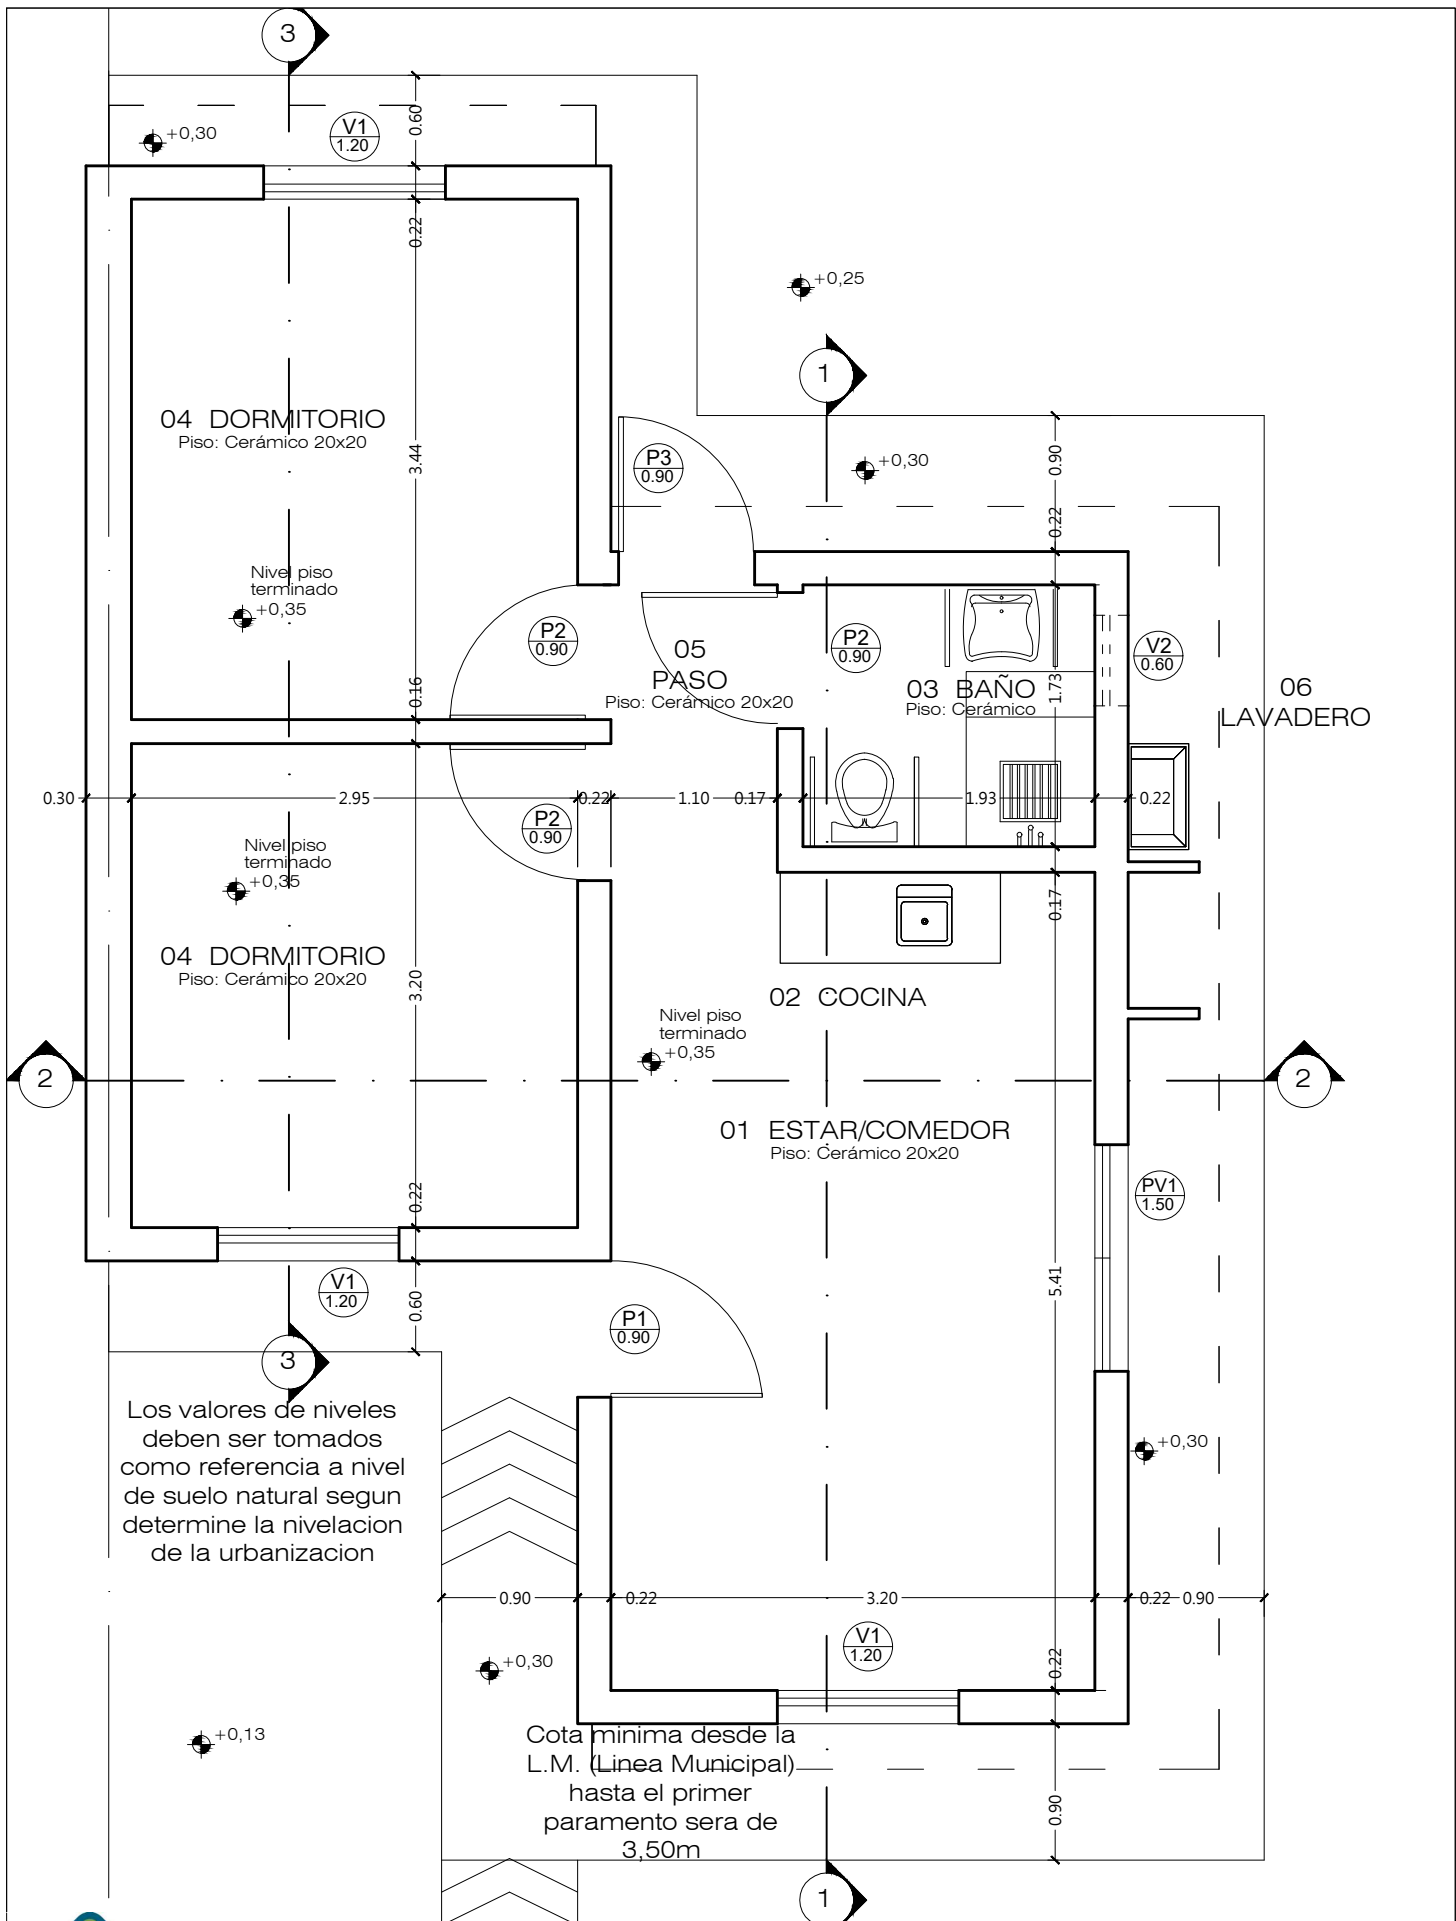 3
+0,30
V1
1.20
0.60
0.22
+0,25
1
04 DORMITORIO
Piso: Cerámico 20x20
3.44
P3
0.90
+0,30
0.90
0.22
Nivel piso
terminado
+0,35
P2
0.90
05
PASO
Piso: Cerámico 20x20
P2
0.90
03 BAÑO
Piso: Cerámico
1.73
V2
0.60
06
LAVADERO
0.16
0.30
2.95
0.22
1.10
0.17
1.93
0.22
P2
0.90
Nivel piso
terminado
+0,35
0.17
04 DORMITORIO
Piso: Cerámico 20x20
3.20
02 COCINA
Nivel piso
terminado
+0,35
2
2
01 ESTAR/COMEDOR
Piso: Cerámico 20x20
0.22
PV1
1.50
V1
1.20
0.60
5.41
P1
0.90
3
Los valores de niveles
deben ser tomados
como referencia a nivel
de suelo natural segun
determine la nivelacion
de la urbanizacion
+0,30
0.90
0.22
3.20
0.22
0.90
V1
1.20
0.22
+0,30
+0,13
Cota minima desde la
L.M. (Linea Municipal)
hasta el primer
paramento sera de
3,50m
0.90
1